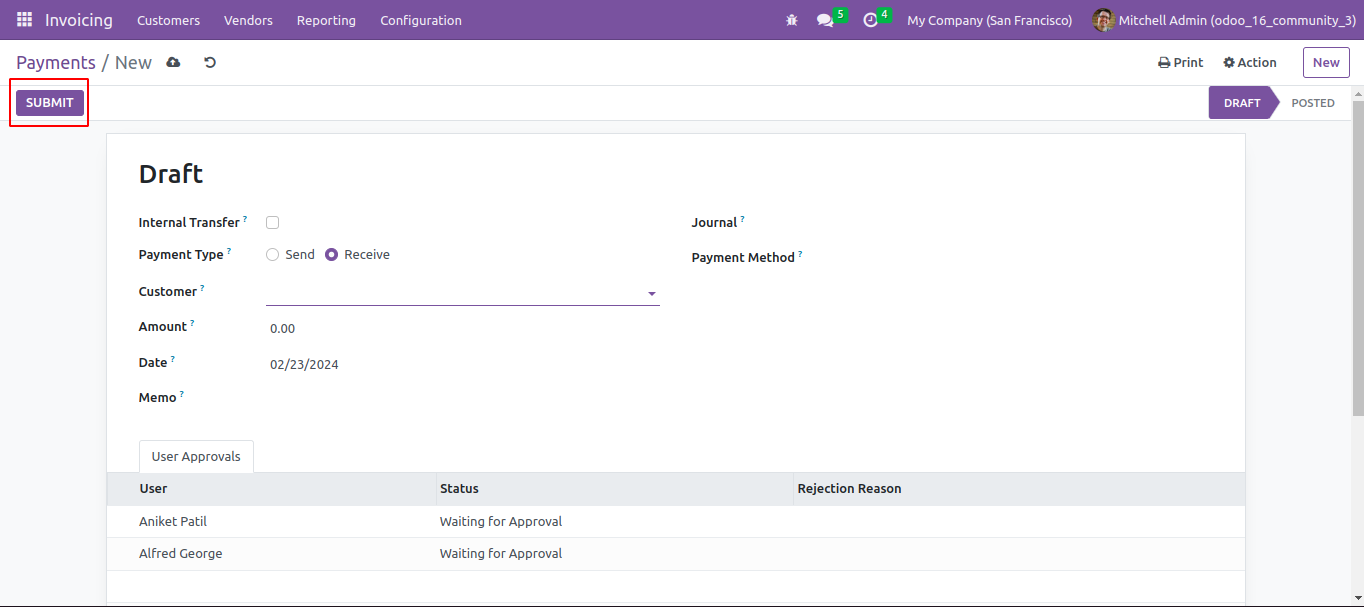 Invoicing Customers Vendors Reporting Configuration 5 4 My Company (San Francisco) Mitchell Admin (odoo_16_community_3)
Payments / New Print Action New
SUBMIT DRAFT POSTED
Draft
Internal Transfer ? Journal ?
Payment Type ? Send Receive Payment Method ?
Customer ?
Amount ? 0.00
Date ? 02/23/2024
Memo ?
User Approvals
User Status Rejection Reason
Aniket Patil Waiting for Approval
Alfred George Waiting for Approval